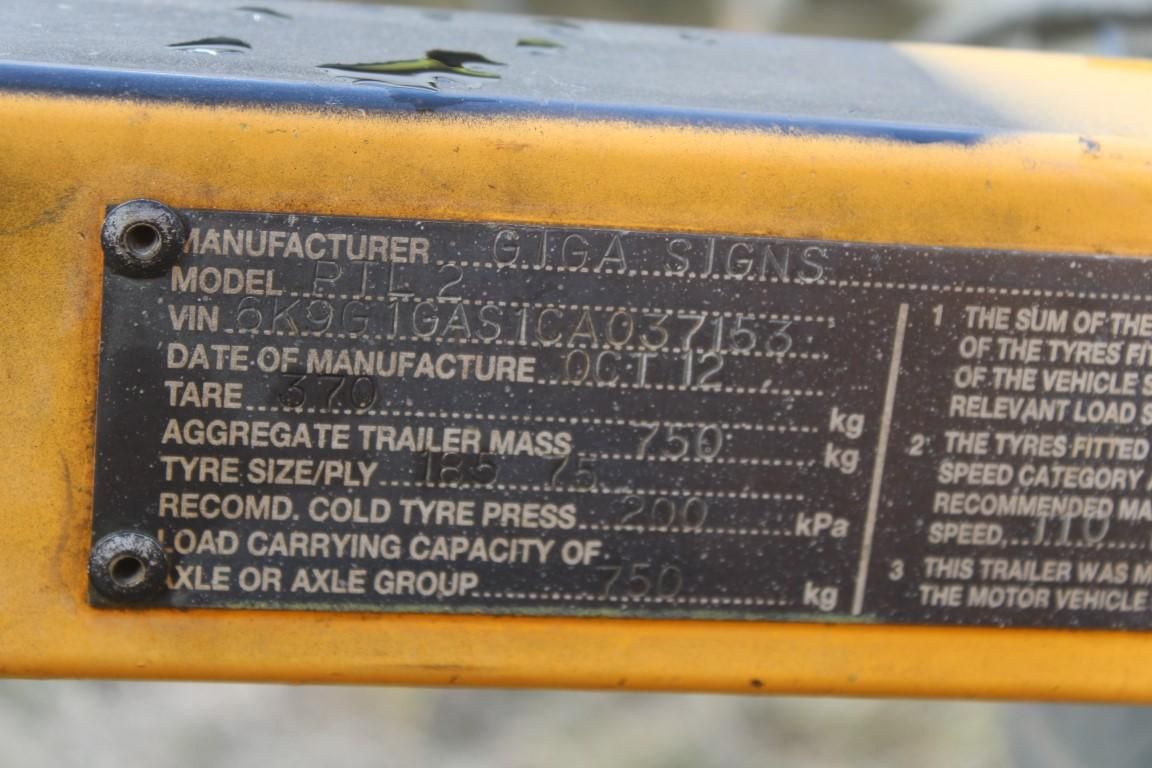 MANUFACTURER GIGA SIGNS
MODEL PTL 2
VIN 6K9G1GAS1CA037153
DATE OF MANUFACTURE OCT 12
TARE 370 kg
AGGREGATE TRAILER MASS 750 kg
TYRE SIZE/PLY 185 75
RECOMD. COLD TYRE PRESS 200 kPa
LOAD CARRYING CAPACITY OF
AXLE OR AXLE GROUP 750 kg
1 THE SUM OF THE
OF THE TYRES FIT
OF THE VEHICLE S
RELEVANT LOAD S
2 THE TYRES FITTED
SPEED CATEGORY A
RECOMMENDED MA
SPEED, 110
3 THIS TRAILER WAS M
THE MOTOR VEHICLE